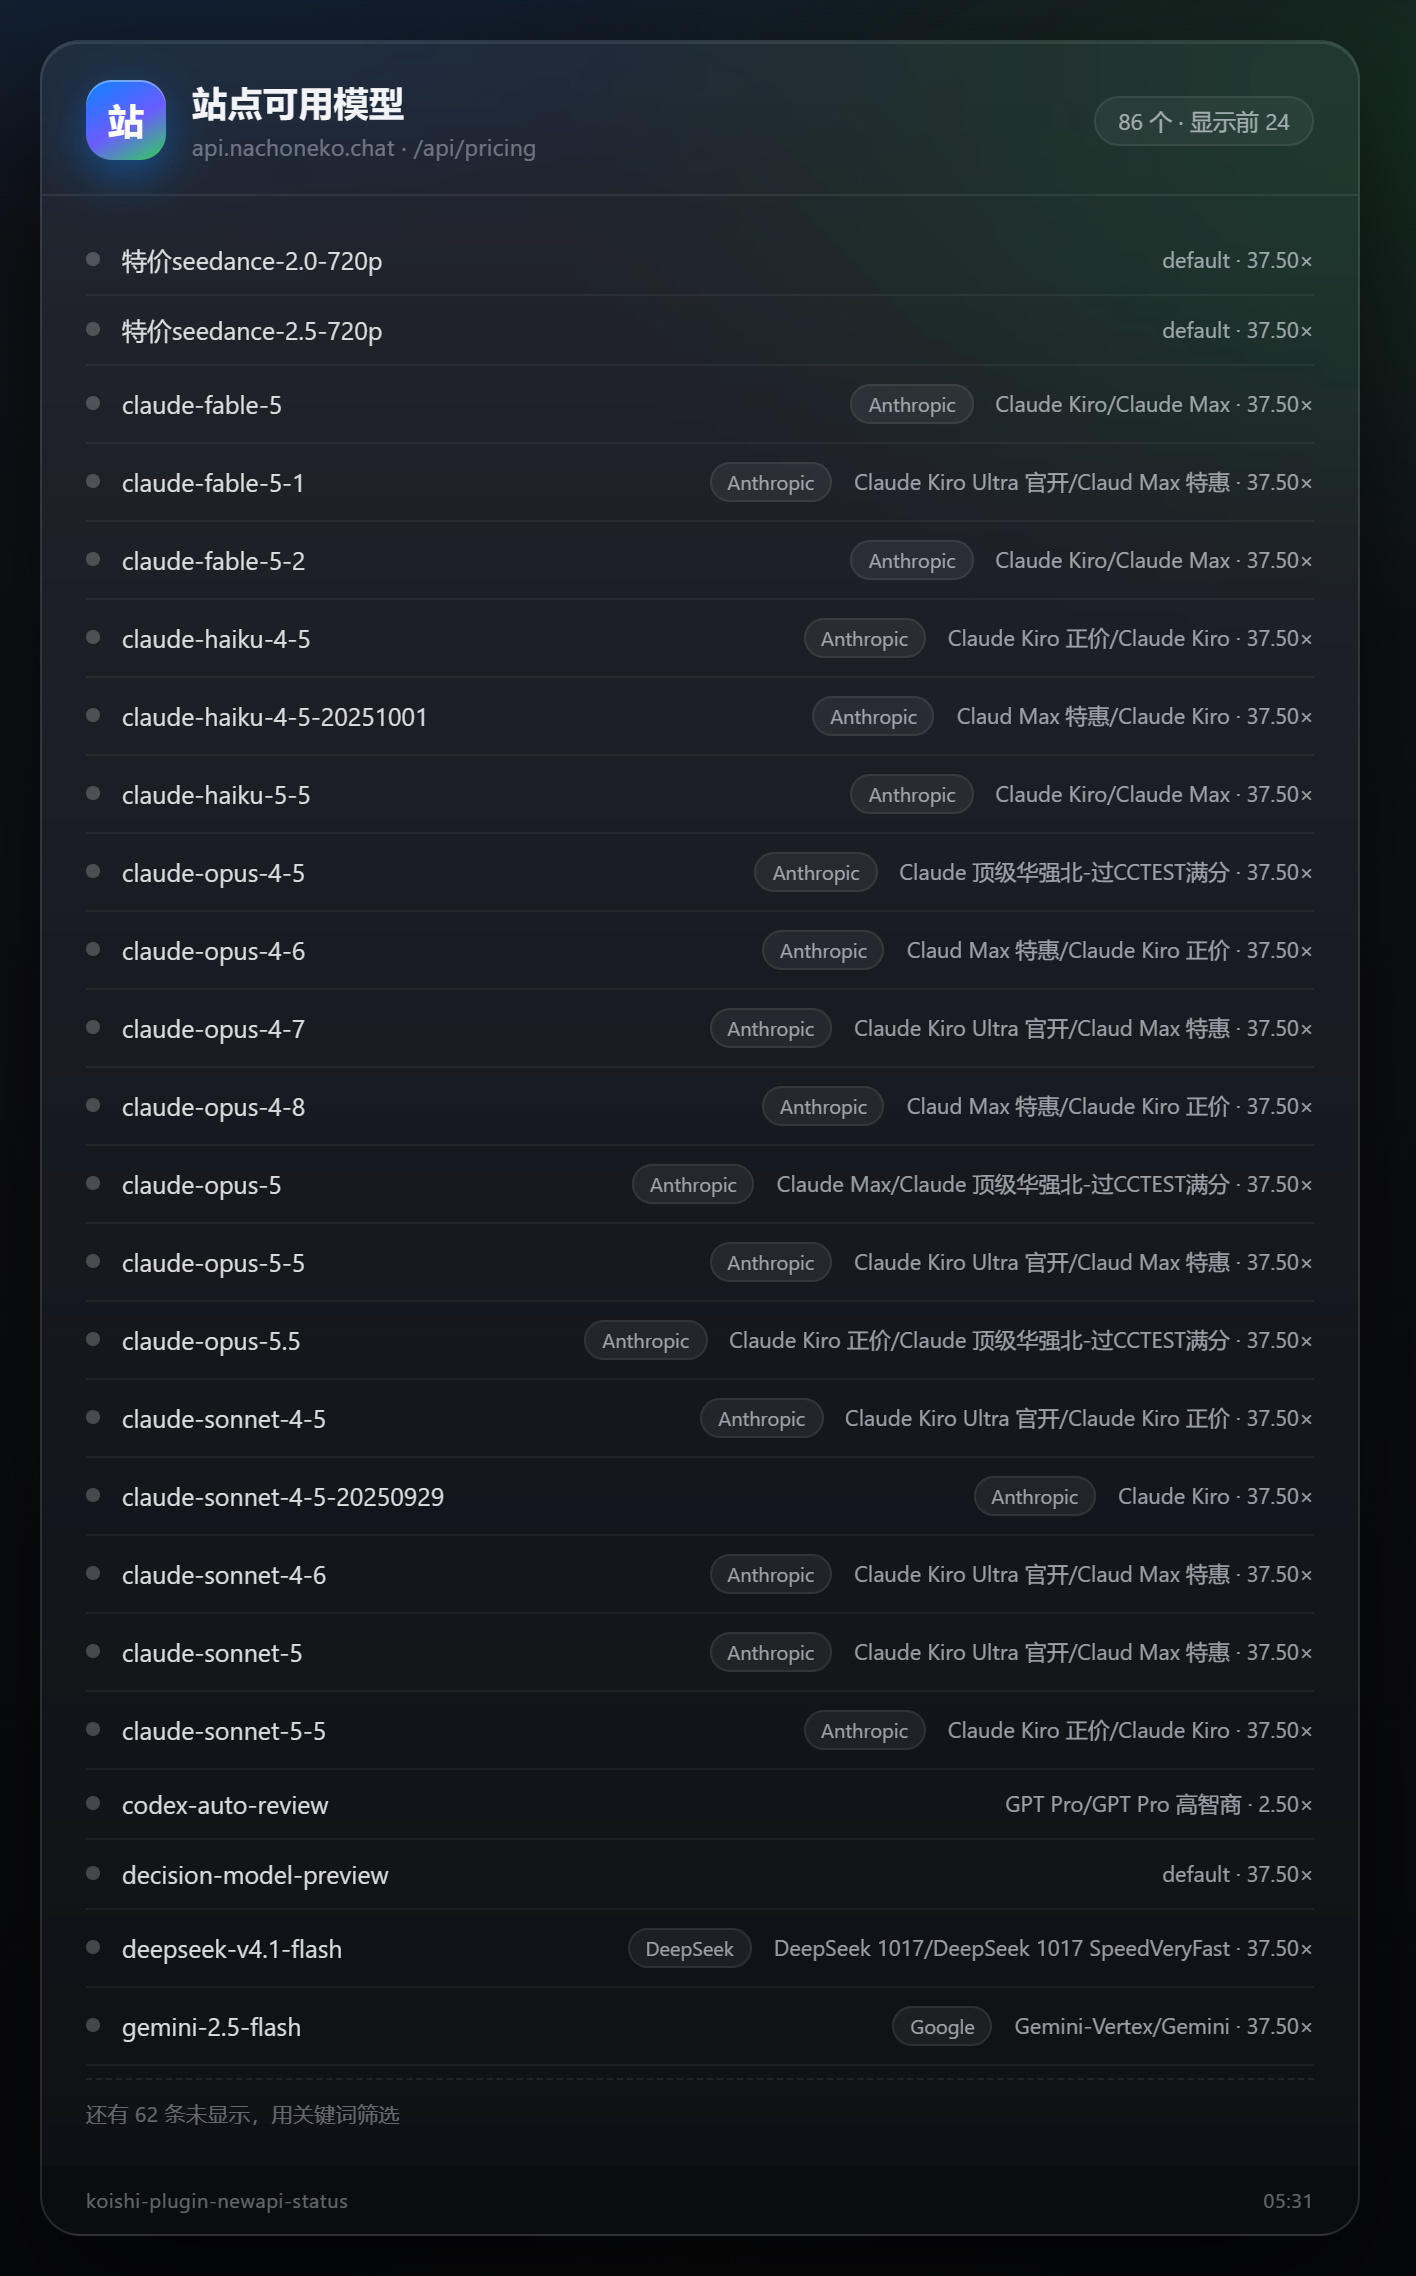 站
站点可用模型
api.nachoneko.chat · /api/pricing
86 个 · 显示前 24
特价seedance-2.0-720p default · 37.50×
特价seedance-2.5-720p default · 37.50×
claude-fable-5 Anthropic Claude Kiro/Claude Max · 37.50×
claude-fable-5-1 Anthropic Claude Kiro Ultra 官开/Claud Max 特惠 · 37.50×
claude-fable-5-2 Anthropic Claude Kiro/Claude Max · 37.50×
claude-haiku-4-5 Anthropic Claude Kiro 正价/Claude Kiro · 37.50×
claude-haiku-4-5-20251001 Anthropic Claud Max 特惠/Claude Kiro · 37.50×
claude-haiku-5-5 Anthropic Claude Kiro/Claude Max · 37.50×
claude-opus-4-5 Anthropic Claude 顶级华强北-过CCTEST满分 · 37.50×
claude-opus-4-6 Anthropic Claud Max 特惠/Claude Kiro 正价 · 37.50×
claude-opus-4-7 Anthropic Claude Kiro Ultra 官开/Claud Max 特惠 · 37.50×
claude-opus-4-8 Anthropic Claud Max 特惠/Claude Kiro 正价 · 37.50×
claude-opus-5 Anthropic Claude Max/Claude 顶级华强北-过CCTEST满分 · 37.50×
claude-opus-5-5 Anthropic Claude Kiro Ultra 官开/Claud Max 特惠 · 37.50×
claude-opus-5.5 Anthropic Claude Kiro 正价/Claude 顶级华强北-过CCTEST满分 · 37.50×
claude-sonnet-4-5 Anthropic Claude Kiro Ultra 官开/Claude Kiro 正价 · 37.50×
claude-sonnet-4-5-20250929 Anthropic Claude Kiro · 37.50×
claude-sonnet-4-6 Anthropic Claude Kiro Ultra 官开/Claud Max 特惠 · 37.50×
claude-sonnet-5 Anthropic Claude Kiro Ultra 官开/Claud Max 特惠 · 37.50×
claude-sonnet-5-5 Anthropic Claude Kiro 正价/Claude Kiro · 37.50×
codex-auto-review GPT Pro/GPT Pro 高智商 · 2.50×
decision-model-preview default · 37.50×
deepseek-v4.1-flash DeepSeek DeepSeek 1017/DeepSeek 1017 SpeedVeryFast · 37.50×
gemini-2.5-flash Google Gemini-Vertex/Gemini · 37.50×
还有 62 条未显示，用关键词筛选
koishi-plugin-newapi-status 05:31